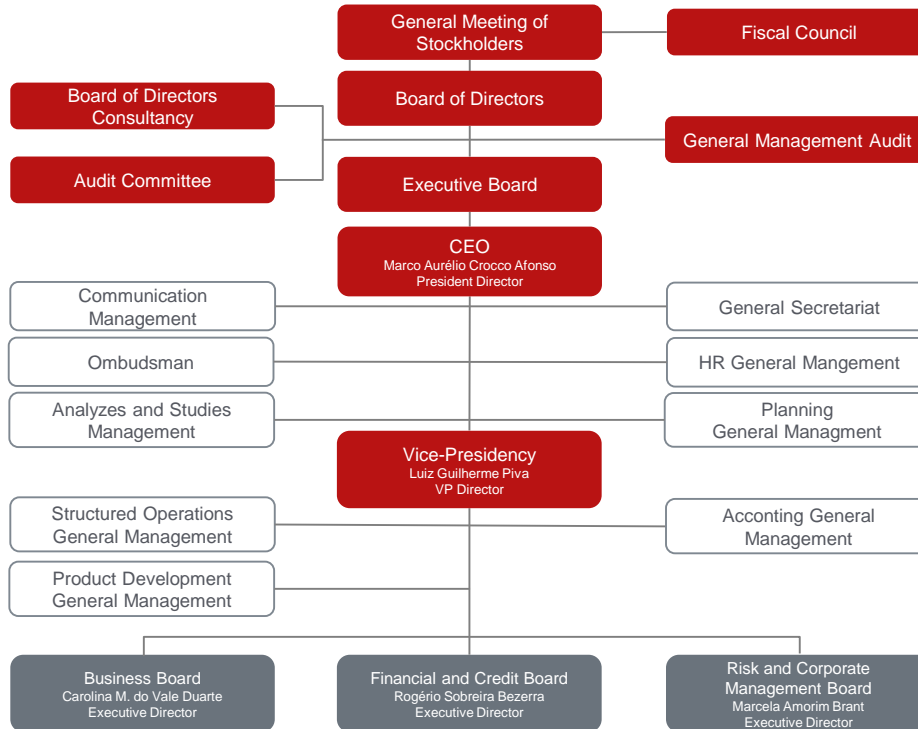 General Meeting of
Stockholders
Fiscal Council
Board of Directors
Board of Directors
Consultancy
General Management Audit
Audit Committee
Executive Board
CEO
Marco Aurélio Crocco Afonso
President Director
Communication
Management
General Secretariat
Ombudsman
HR General Mangement
Analyzes and Studies
Management
Planning
General Managment
Vice-Presidency
Luiz Guilherme Piva
VP Director
Structured Operations
General Management
Acconting General
Management
Product Development
General Management
Business Board
Carolina M. do Vale Duarte
Executive Director
Financial and Credit Board
Rogério Sobreira Bezerra
Executive Director
Risk and Corporate
Management Board
Marcela Amorim Brant
Executive Director